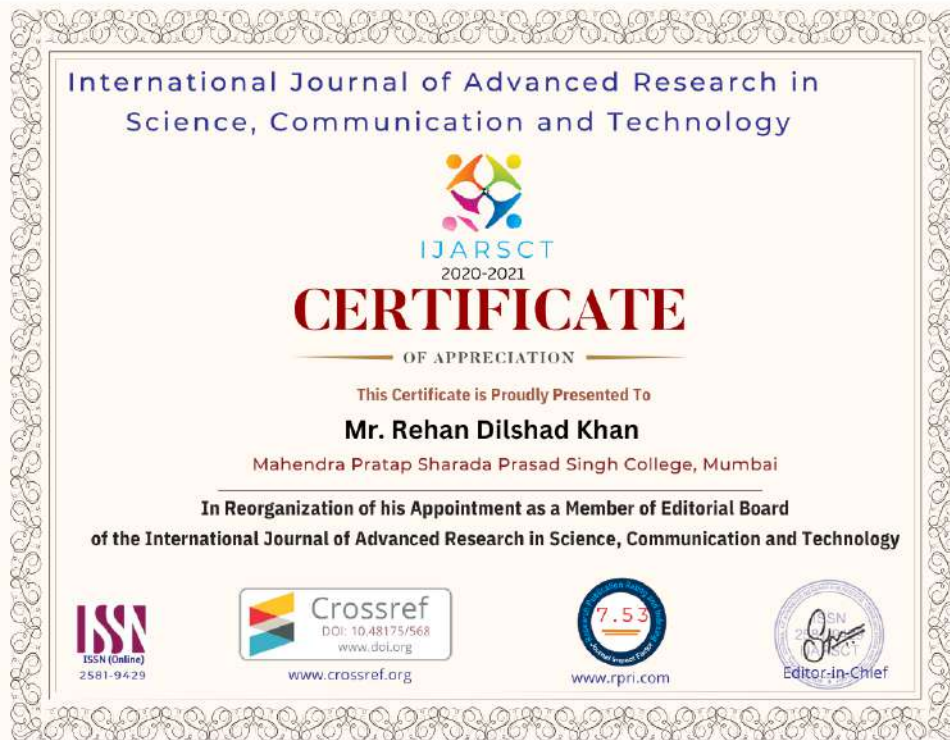 International Journal of Advanced Research in
Science, Communication and Technology
IJARSCT
2020-2021
CERTIFICATE
OF APPRECIATION
This Certificate is Proudly Presented To
Mr. Rehan Dilshad Khan
Mahendra Pratap Sharada Prasad Singh College, Mumbai
In Reorganization of his Appointment as a Member of Editorial Board
of the International Journal of Advanced Research in Science, Communication and Technology
ISSN
ISSN (Online)
2581-9429
Crossref
DOI: 10.48175/568
www.doi.org
www.crossref.org
7.53
Journal Impact Factor
www.rpri.com
ISSN
Editor-in-Chief